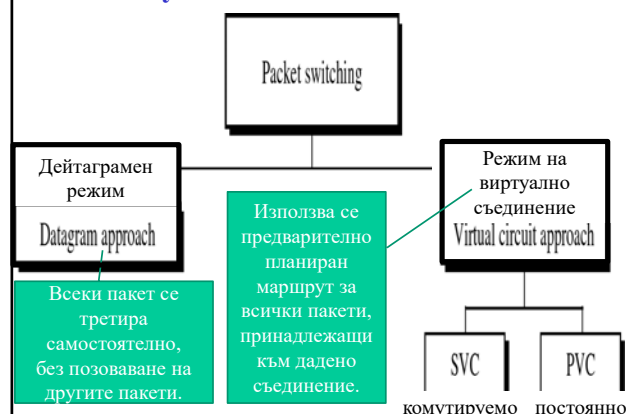 Packet switching
Дейтаграмен
режим
Datagram approach
Всеки пакет се
третира
самостоятелно,
без позоваване на
другите пакети.
Използва се
предварително
планиран
маршрут за
всички пакети,
принадлежащи
към дадено
съединение.
Режим на
виртуално
съединение
Virtual circuit approach
SVC
PVC
комутируемо постоянно